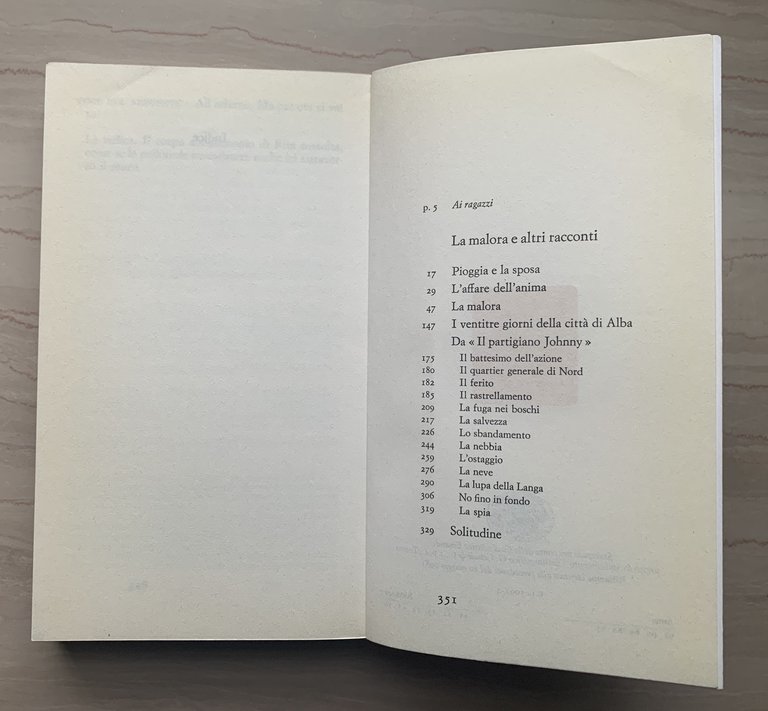 p. 5 Ai ragazzi
La malora e altri racconti
17 Pioggia e la sposa
29 L'affare dell'anima
47 La malora
147 I ventitre giorni della città di Alba
Da « Il partigiano Johnny »
175 Il battesimo dell'azione
180 Il quartier generale di Nord
182 Il ferito
185 Il rastrellamento
209 La fuga nei boschi
217 La salvezza
226 Lo sbandamento
244 La nebbia
259 L'ostaggio
276 La neve
290 La lupa della Langa
306 No fino in fondo
319 La spia
329 Solitudine
351